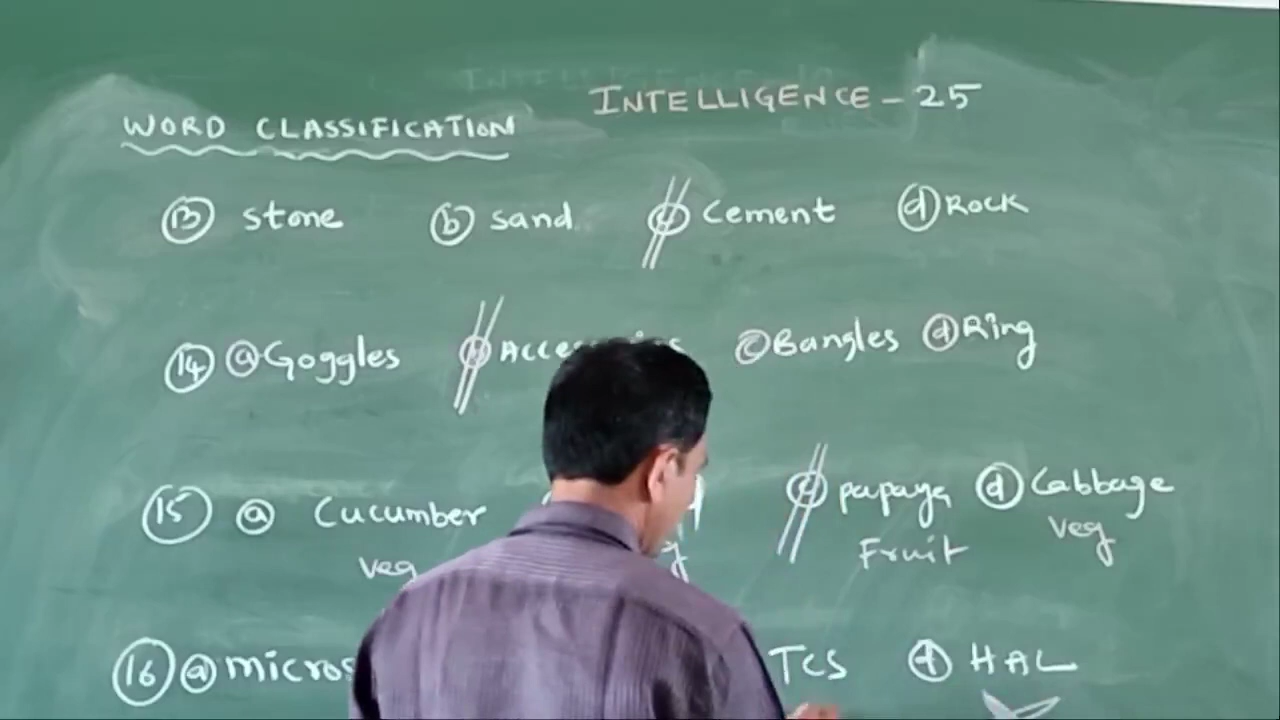 INTELLIGENCE - 25
WORD CLASSIFICATION
13 stone b sand c Cement d Rock
14 a Goggles b c Bangles d Ring
15 a Cucumber c papaya d Cabbage
veg Fruit veg
16 a TCS d HAL